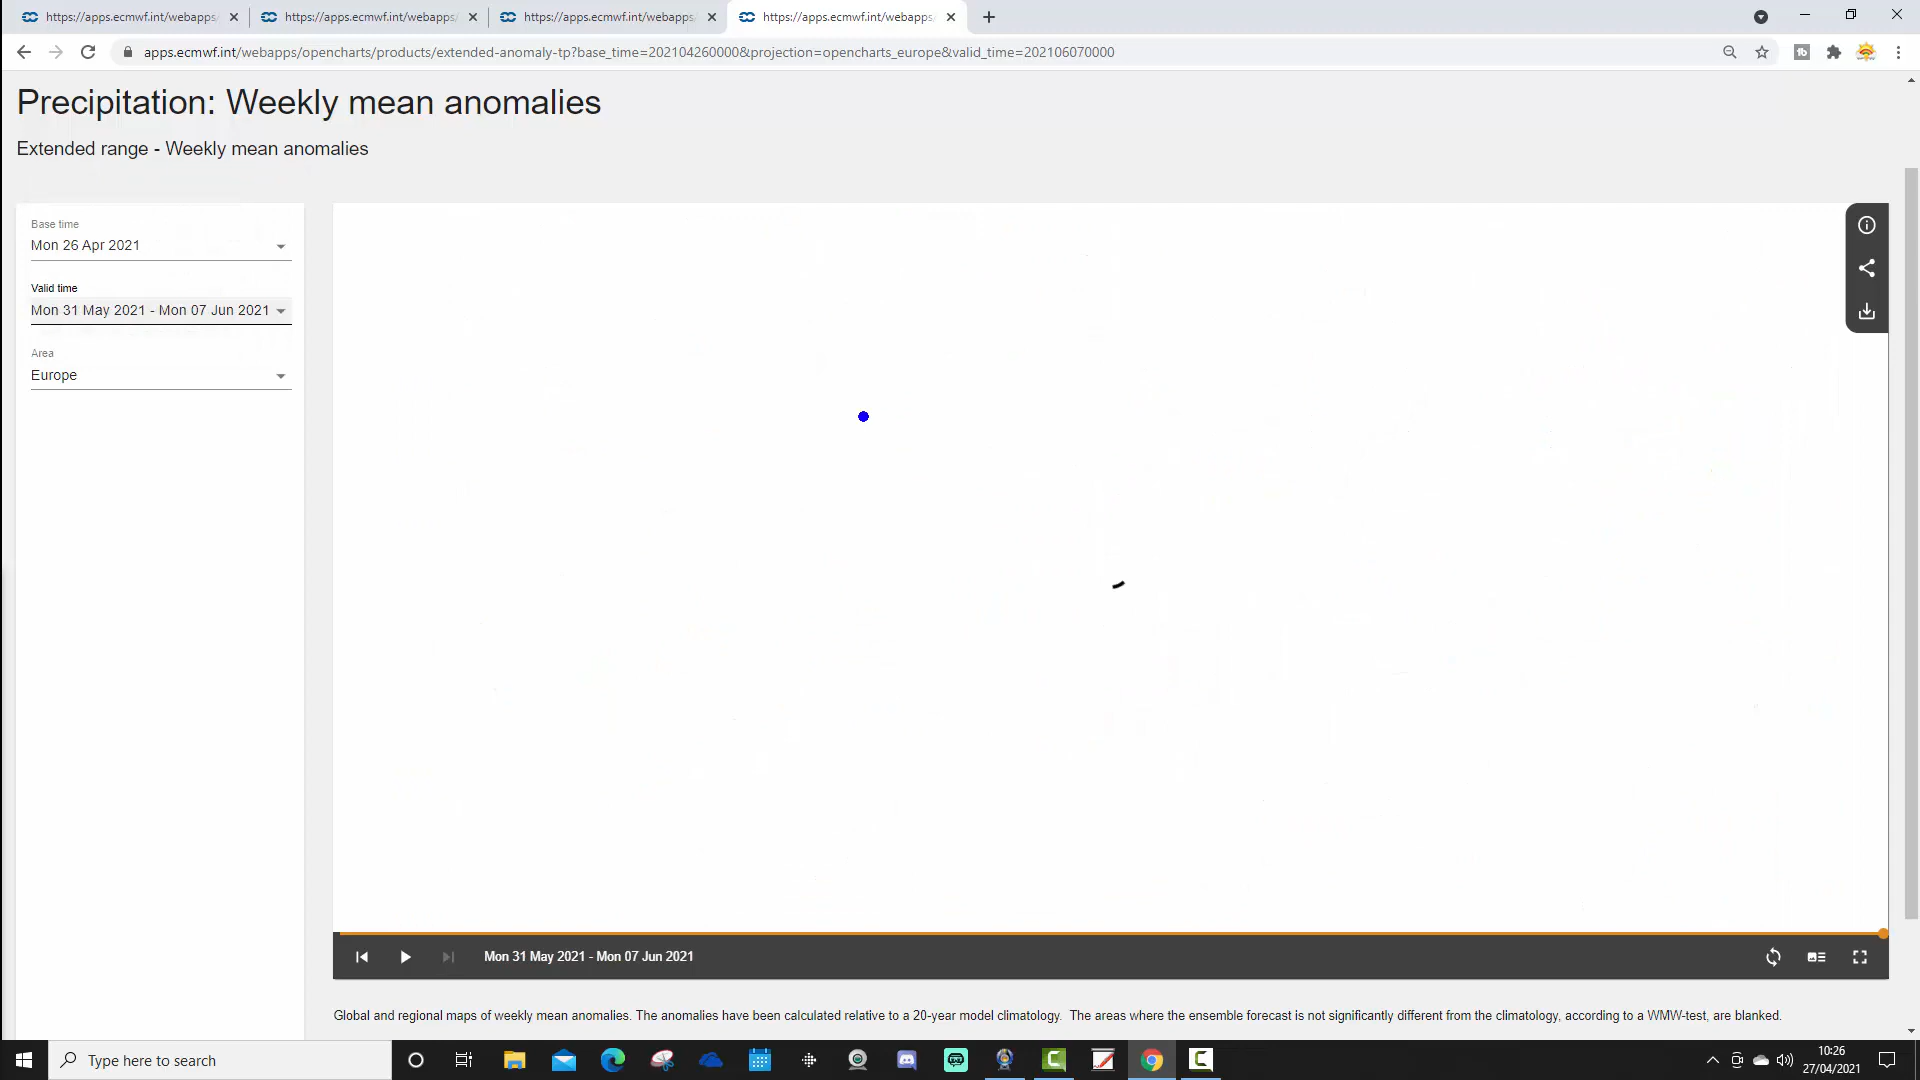 https://apps.ecmwf.int/webapps/
https://apps.ecmwf.int/webapps/
https://apps.ecmwf.int/webapps/
https://apps.ecmwf.int/webapps/
apps.ecmwf.int/webapps/opencharts/products/extended-anomaly-tp?base_time=202104260000&projection=opencharts_europe&valid_time=202106070000
Precipitation: Weekly mean anomalies
Extended range - Weekly mean anomalies
Base time
Mon 26 Apr 2021
Valid time
Mon 31 May 2021 - Mon 07 Jun 2021
Area
Europe
Mon 31 May 2021 - Mon 07 Jun 2021
Global and regional maps of weekly mean anomalies. The anomalies have been calculated relative to a 20-year model climatology. The areas where the ensemble forecast is not significantly different from the climatology, according to a WMW-test, are blanked.
Type here to search
10:26
27/04/2021